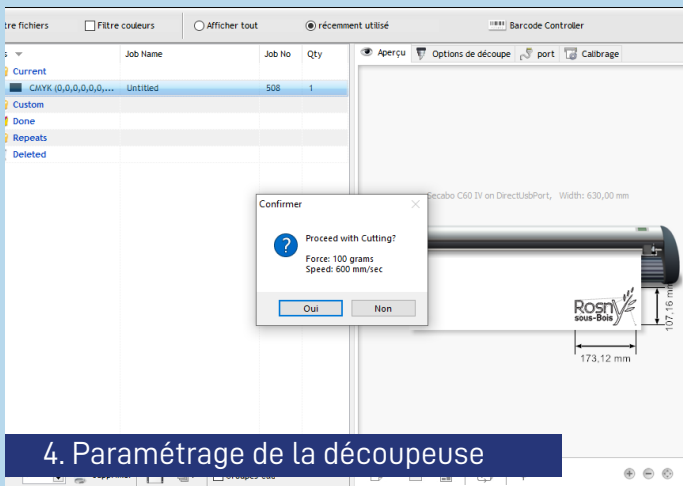 tre fichiers
Filtre couleurs
Afficher tout
récemment utilisé
Barcode Controller
s
Job Name
Job No
Qty
Aperçu
Options de découpe
port
Calibrage
Current
CMYK (0,0,0,0,0,...
Untitled
508
1
Custom
Done
Repeats
Deleted
Secabo C60 IV on DirectUsbPort, Width: 630,00 mm
Confirmer
Proceed with Cutting?
Force: 100 grams
Speed: 600 mm/sec
Oui
Non
Rosny
sous-Bois
107,16 mm
173,12 mm
4. Paramétrage de la découpeuse